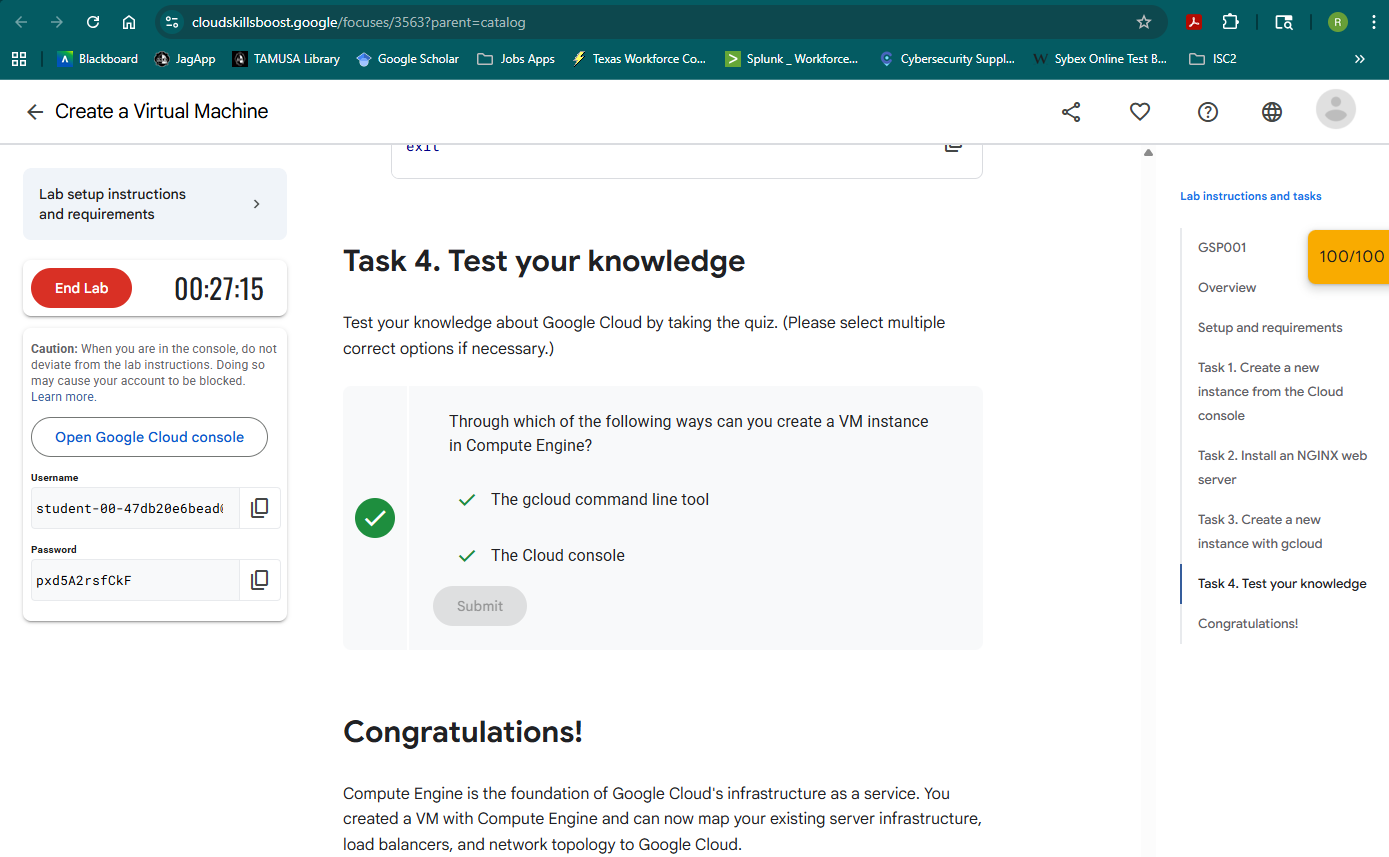 cloudskillsboost.google/focuses/3563?parent=catalog
R
Blackboard
JagApp
TAMUSA Library
Google Scholar
Jobs Apps
Texas Workforce Co...
Splunk _ Workforce...
Cybersecurity Suppl...
W Sybex Online Test B...
ISC2
Create a Virtual Machine
Lab setup instructions
and requirements
End Lab
00:27:15
Caution: When you are in the console, do not
deviate from the lab instructions. Doing so
may cause your account to be blocked.
Learn more.
Open Google Cloud console
Username
student-00-47db20e6bead
Password
pxd5A2rsfCkF
exit
Task 4. Test your knowledge
Test your knowledge about Google Cloud by taking the quiz. (Please select multiple
correct options if necessary.)
Through which of the following ways can you create a VM instance
in Compute Engine?
The gcloud command line tool
The Cloud console
Submit
Congratulations!
Compute Engine is the foundation of Google Cloud's infrastructure as a service. You
created a VM with Compute Engine and can now map your existing server infrastructure,
load balancers, and network topology to Google Cloud.
Lab instructions and tasks
GSP001
100/100
Overview
Setup and requirements
Task 1. Create a new
instance from the Cloud
console
Task 2. Install an NGINX web
server
Task 3. Create a new
instance with gcloud
Task 4. Test your knowledge
Congratulations!